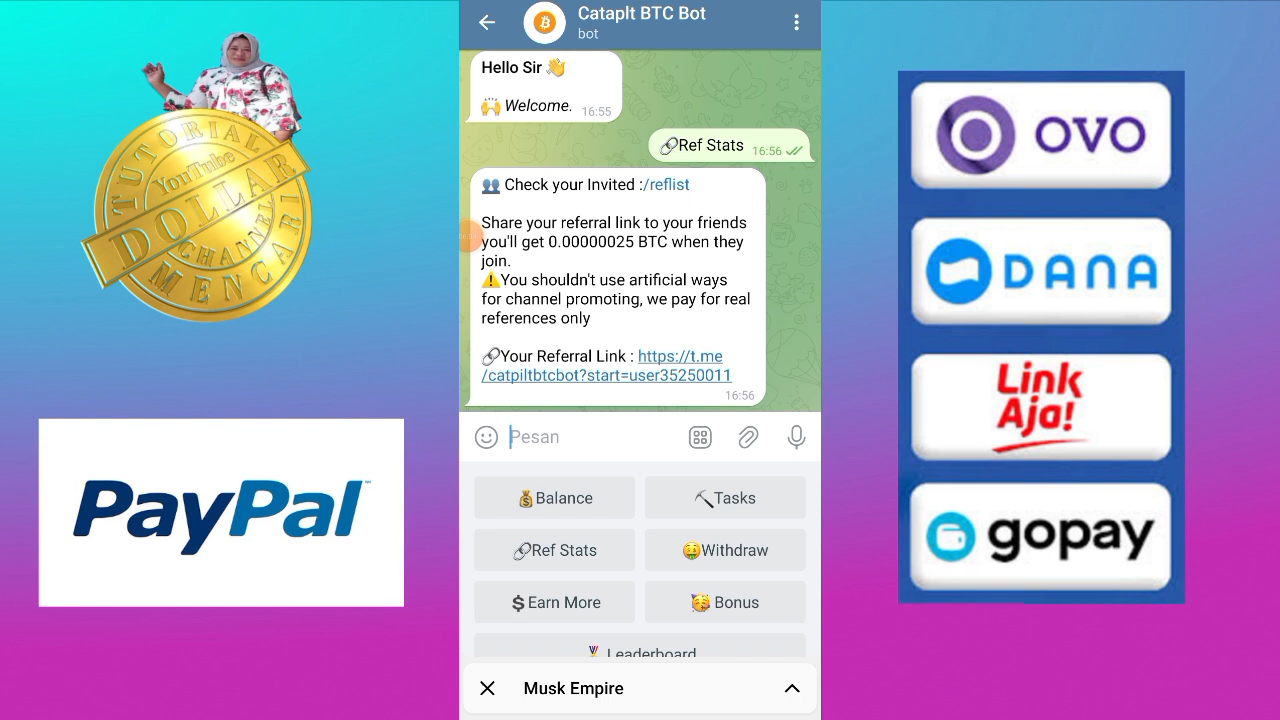 TUTORIAL
YouTube
DOLLAR
CHANNEL
MENCARI
PayPal
TM
Cataplt BTC Bot
bot
Hello Sir 👋
🙌 Welcome. 16:55
🔗Ref Stats 16:56
👥 Check your Invited :/reflist
Share your referral link to your friends
you'll get 0.00000025 BTC when they
join.
⚠️You shouldn't use artificial ways
for channel promoting, we pay for real
references only
🔗Your Referral Link : https://t.me
/catpiltbtcbot?start=user35250011
16:56
Pesan
💰Balance
⛏Tasks
🔗Ref Stats
🤑Withdraw
💲Earn More
🥳 Bonus
🎖 Leaderboard
Musk Empire
OVO
DANA
Link
Aja!
gopay